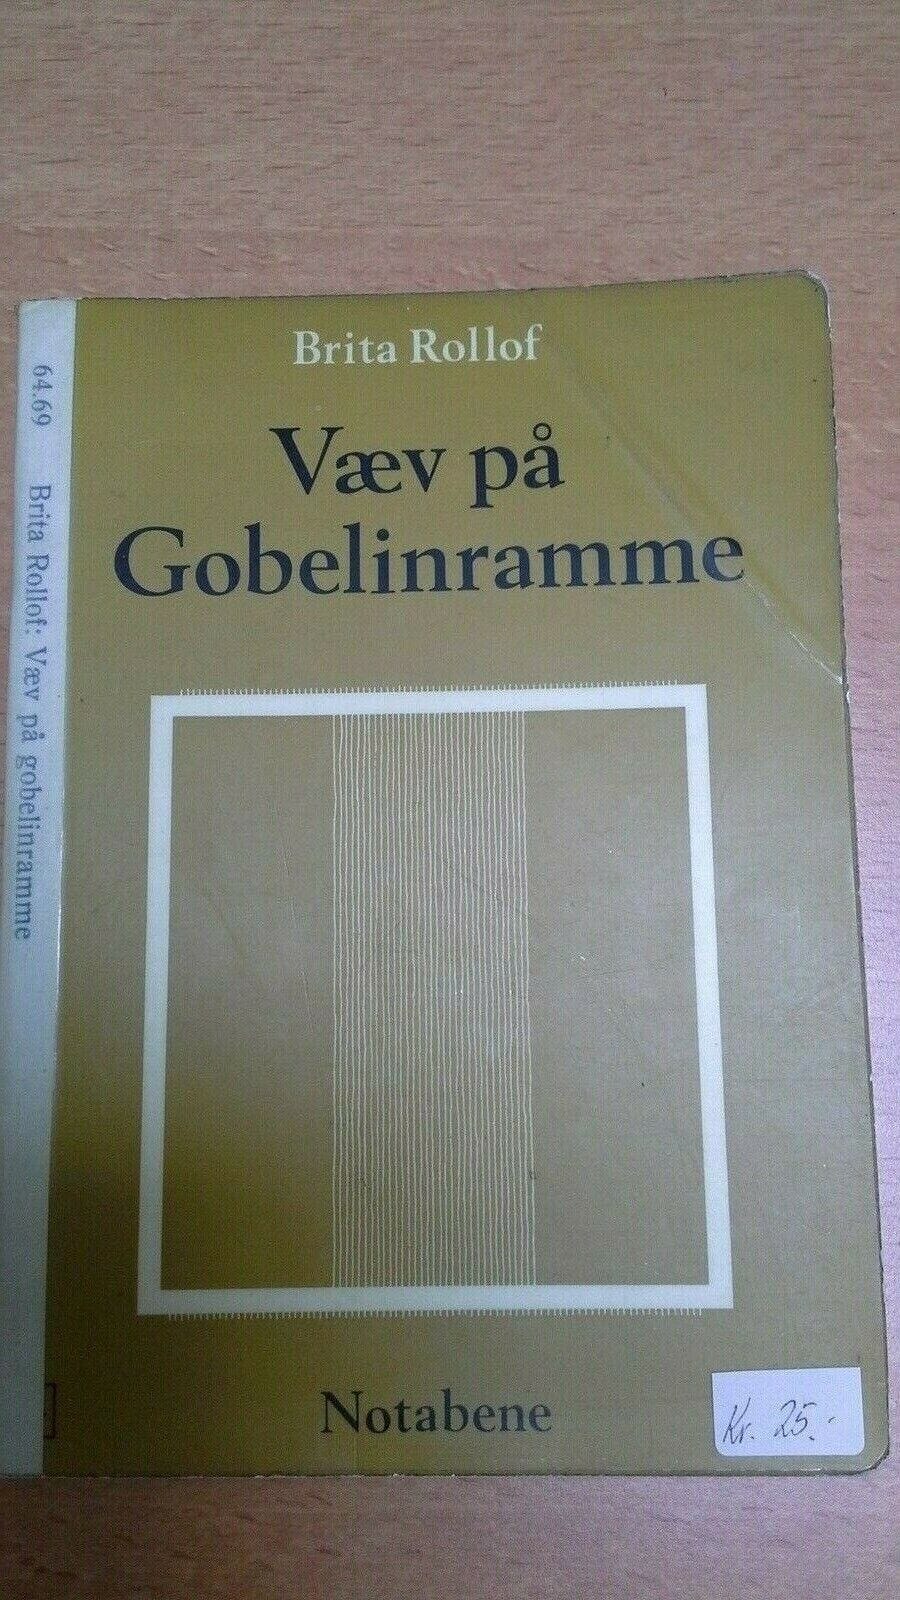 Brita Rollof
Væv på
Gobelinramme
64.69 Brita Rollof: Væv på gobelinramme
Notabene
Kr. 25.-